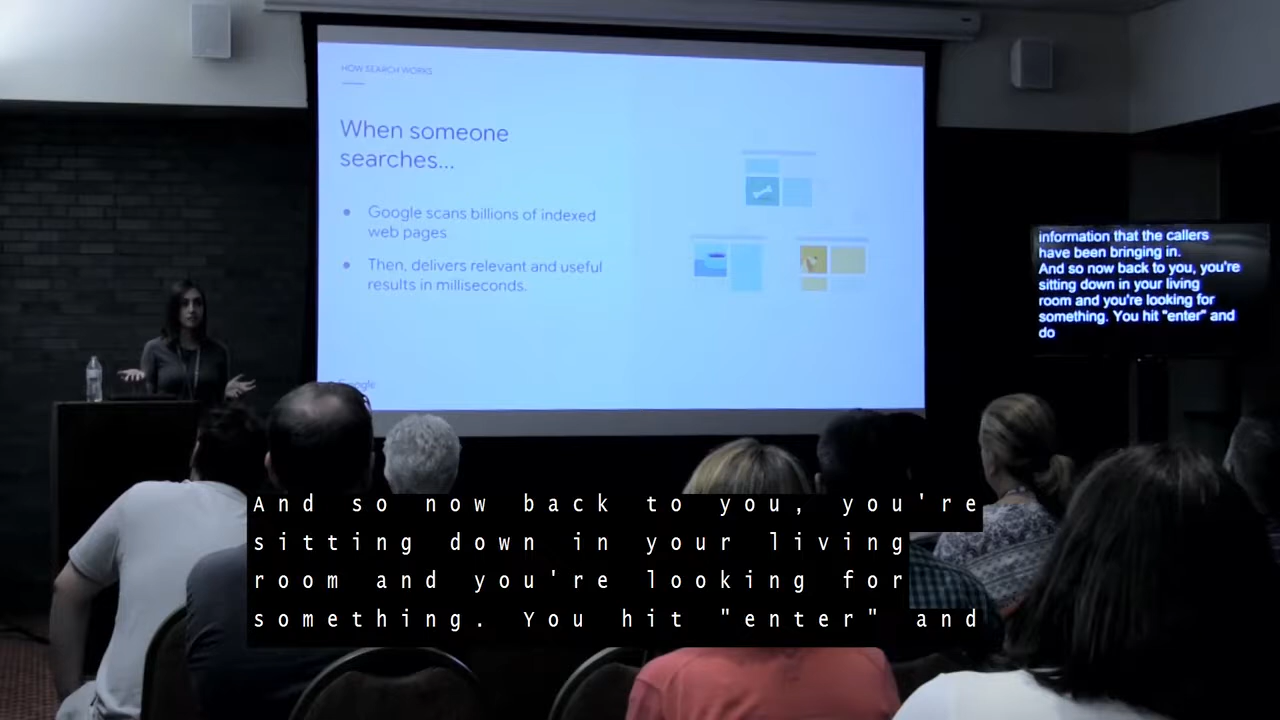 HOW SEARCH WORKS
When someone
searches...
• Google scans billions of indexed
web pages
• Then, delivers relevant and useful
results in milliseconds.
Google
information that the callers
have been bringing in.
And so now back to you, you're
sitting down in your living
room and you're looking for
something. You hit "enter" and
do
And so now back to you, you're
sitting down in your living
room and you're looking for
something. You hit "enter" and